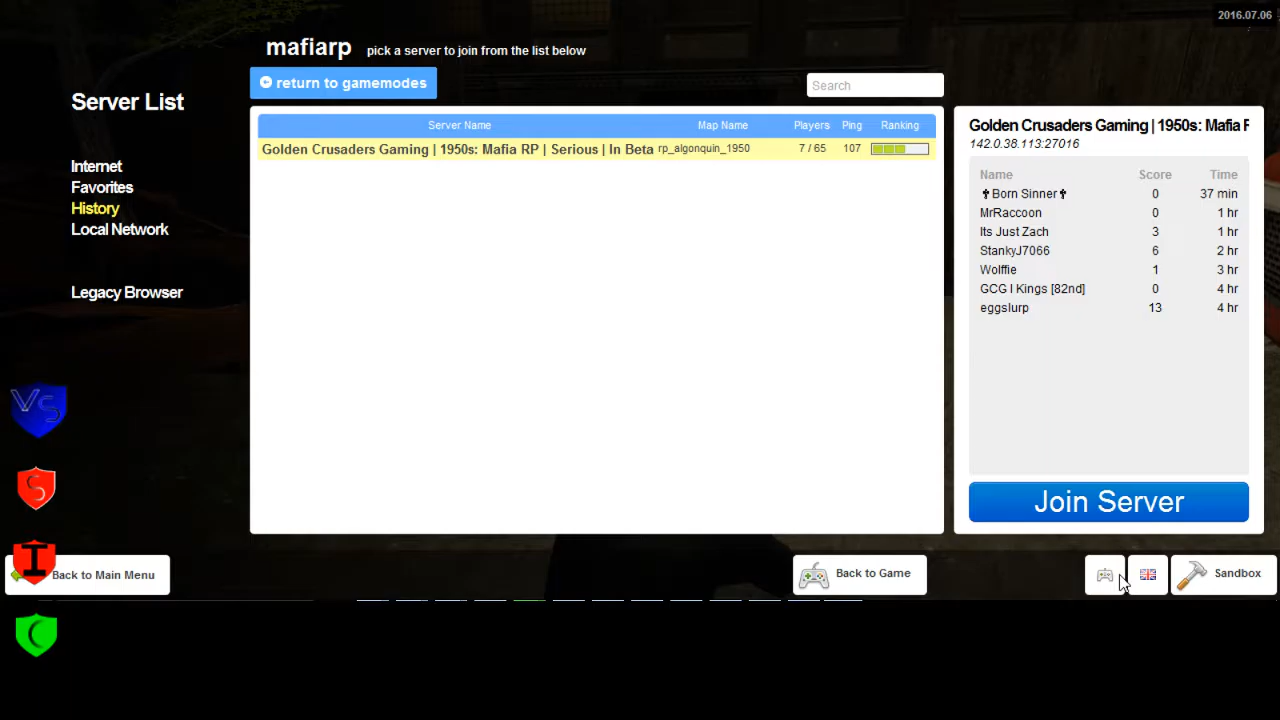 2016.07.06
mafiarp pick a server to join from the list below
return to gamemodes
Search
Server List
Internet
Favorites
History
Local Network
Legacy Browser
Server Name Map Name Players Ping Ranking
Golden Crusaders Gaming | 1950s: Mafia RP | Serious | In Beta rp_algonquin_1950 7 / 65 107
Golden Crusaders Gaming | 1950s: Mafia R
142.0.38.113:27016
Name Score Time
✝Born Sinner✝ 0 37 min
MrRaccoon 0 1 hr
Its Just Zach 3 1 hr
StankyJ7066 6 2 hr
Wolffie 1 3 hr
GCG I Kings [82nd] 0 4 hr
eggslurp 13 4 hr
Join Server
VS
S
I
C
Back to Main Menu
Back to Game
Sandbox